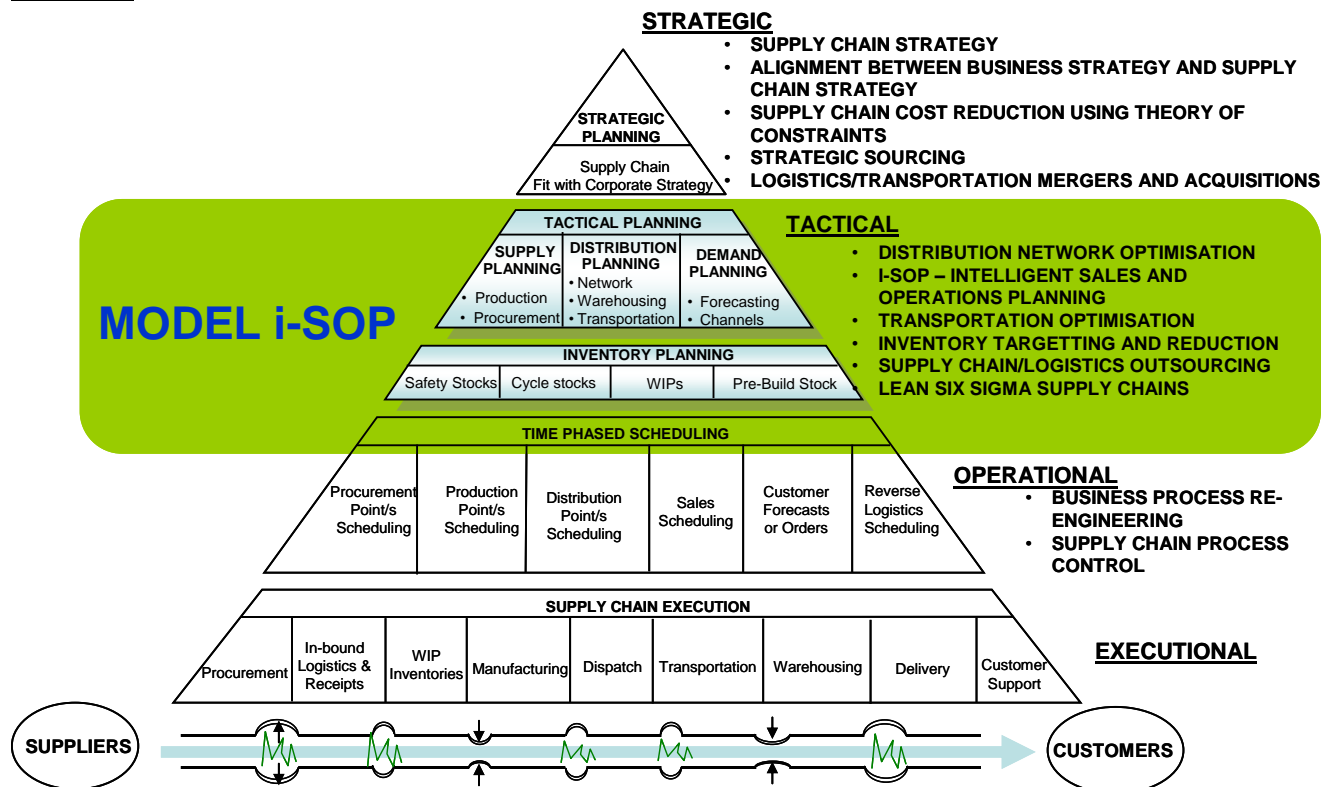 STRATEGIC
• SUPPLY CHAIN STRATEGY
• ALIGNMENT BETWEEN BUSINESS STRATEGY AND SUPPLY
CHAIN STRATEGY
• SUPPLY CHAIN COST REDUCTION USING THEORY OF
CONSTRAINTS
• STRATEGIC SOURCING
• LOGISTICS/TRANSPORTATION MERGERS AND ACQUISITIONS
STRATEGIC
PLANNING
Supply Chain
Fit with Corporate Strategy
MODEL i-SOP
TACTICAL PLANNING
SUPPLY
PLANNING
• Production
• Procurement
DISTRIBUTION
PLANNING
• Network
• Warehousing
• Transportation
DEMAND
PLANNING
• Forecasting
• Channels
INVENTORY PLANNING
Safety Stocks
Cycle stocks
WIPs
Pre-Build Stock
TACTICAL
• DISTRIBUTION NETWORK OPTIMISATION
• I-SOP – INTELLIGENT SALES AND
OPERATIONS PLANNING
• TRANSPORTATION OPTIMISATION
• INVENTORY TARGETTING AND REDUCTION
• SUPPLY CHAIN/LOGISTICS OUTSOURCING
• LEAN SIX SIGMA SUPPLY CHAINS
TIME PHASED SCHEDULING
Procurement
Point/s
Scheduling
Production
Point/s
Scheduling
Distribution
Point/s
Scheduling
Sales
Scheduling
Customer
Forecasts
or Orders
Reverse
Logistics
Scheduling
OPERATIONAL
• BUSINESS PROCESS RE-
ENGINEERING
• SUPPLY CHAIN PROCESS
CONTROL
SUPPLY CHAIN EXECUTION
Procurement
In-bound
Logistics &
Receipts
WIP
Inventories
Manufacturing
Dispatch
Transportation
Warehousing
Delivery
Customer
Support
EXECUTIONAL
SUPPLIERS
CUSTOMERS